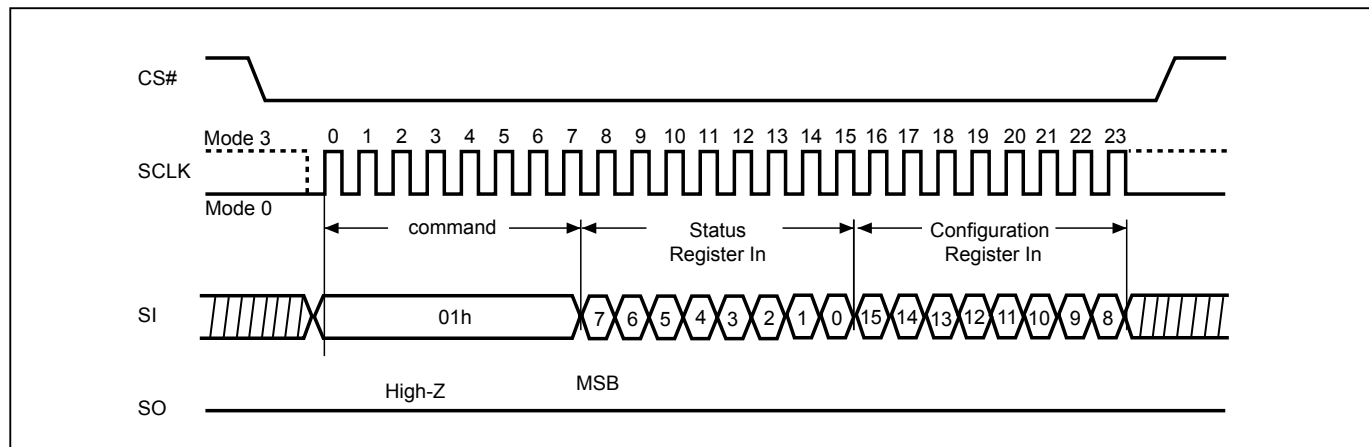 CS#
Mode 3
0 1 2 3 4 5 6 7 8 9 10 11 12 13 14 15 16 17 18 19 20 21 22 23
SCLK
Mode 0
command
Status
Register In
Configuration
Register In
SI
01h
7 6 5 4 3 2 1 0 15 14 13 12 11 10 9 8
High-Z
MSB
SO